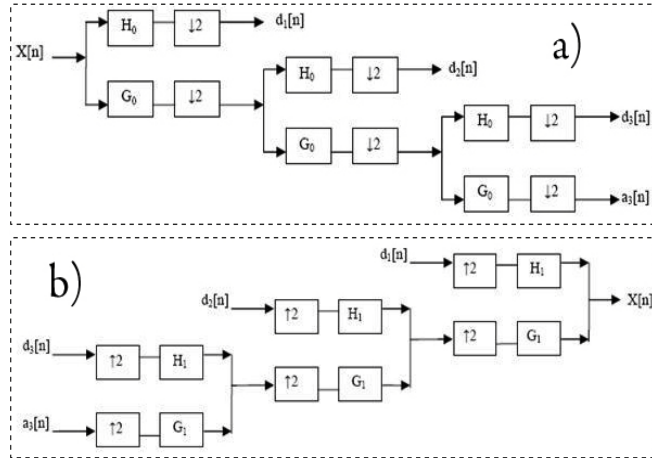 H₀ ↓2 d₁[n]
X[n] a)
G₀ ↓2 H₀ ↓2 d₂[n]
G₀ ↓2 H₀ ↓2 d₃[n]
G₀ ↓2 a₃[n]
b) d₁[n] ↑2 H₁
d₂[n] ↑2 H₁ X[n]
↑2 G₁
d₃[n] ↑2 H₁
↑2 G₁
a₃[n] ↑2 G₁